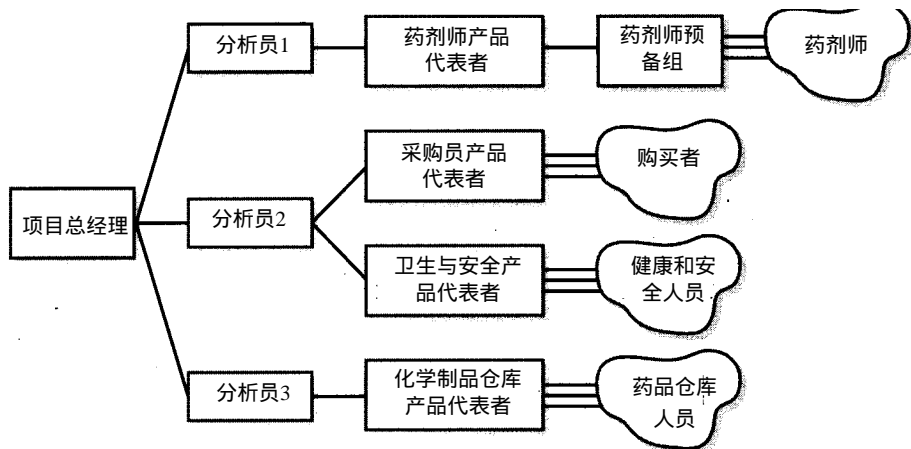 分析员1
药剂师产品
代表者
药剂师预
备组
药剂师
采购员产品
代表者
购买者
项目总经理
分析员2
卫生与安全产
品代表者
健康和安
全人员
分析员3
化学制品仓库
产品代表者
药品仓库
人员